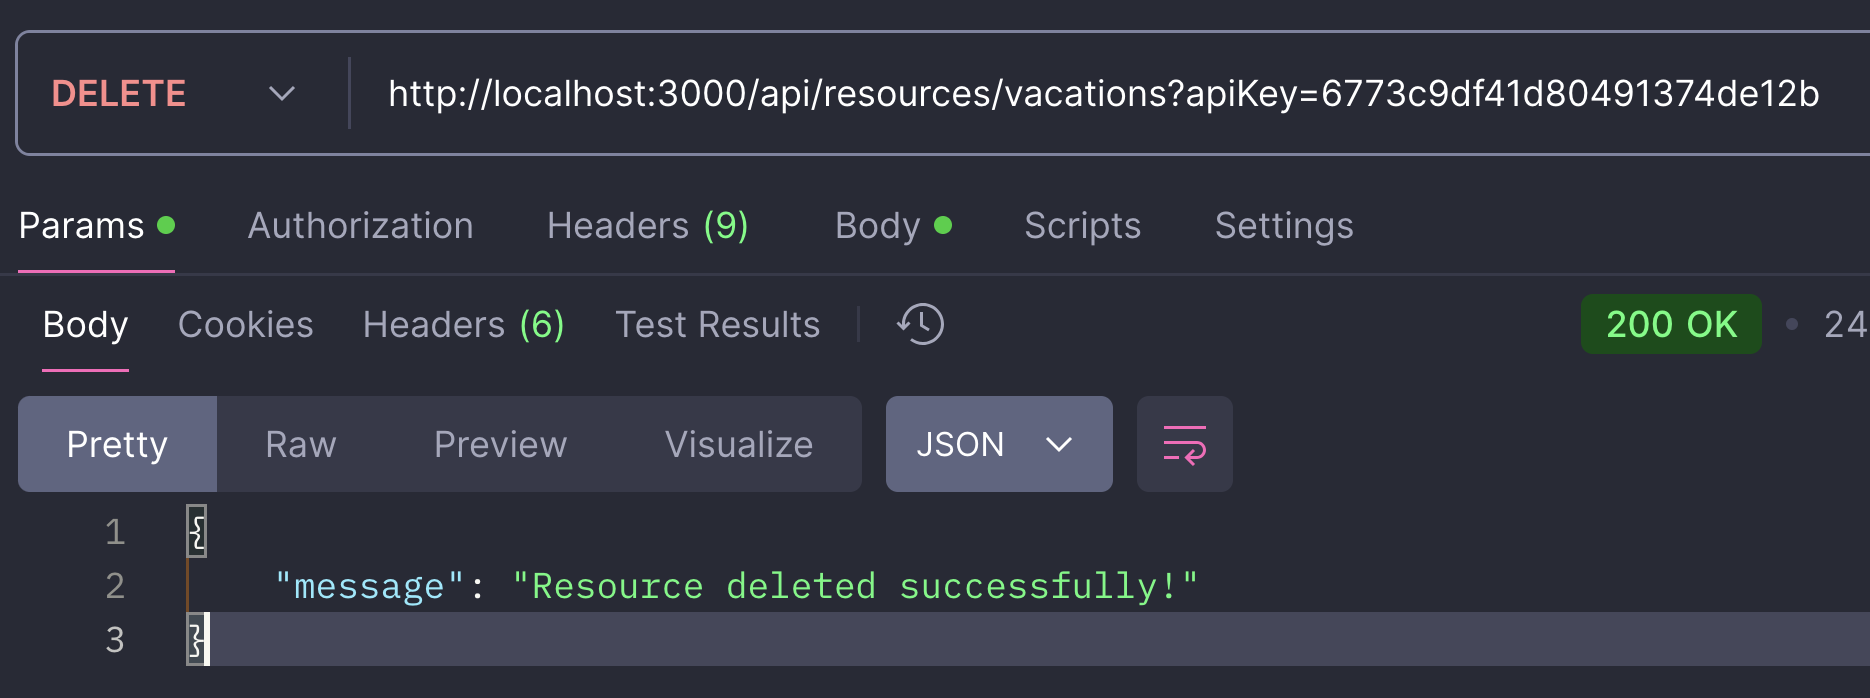 DELETE http://localhost:3000/api/resources/vacations?apiKey=6773c9df41d80491374de12b
Params Authorization Headers (9) Body Scripts Settings
Body Cookies Headers (6) Test Results 200 OK 24
Pretty Raw Preview Visualize JSON
1 {
2 "message": "Resource deleted successfully!"
3 }